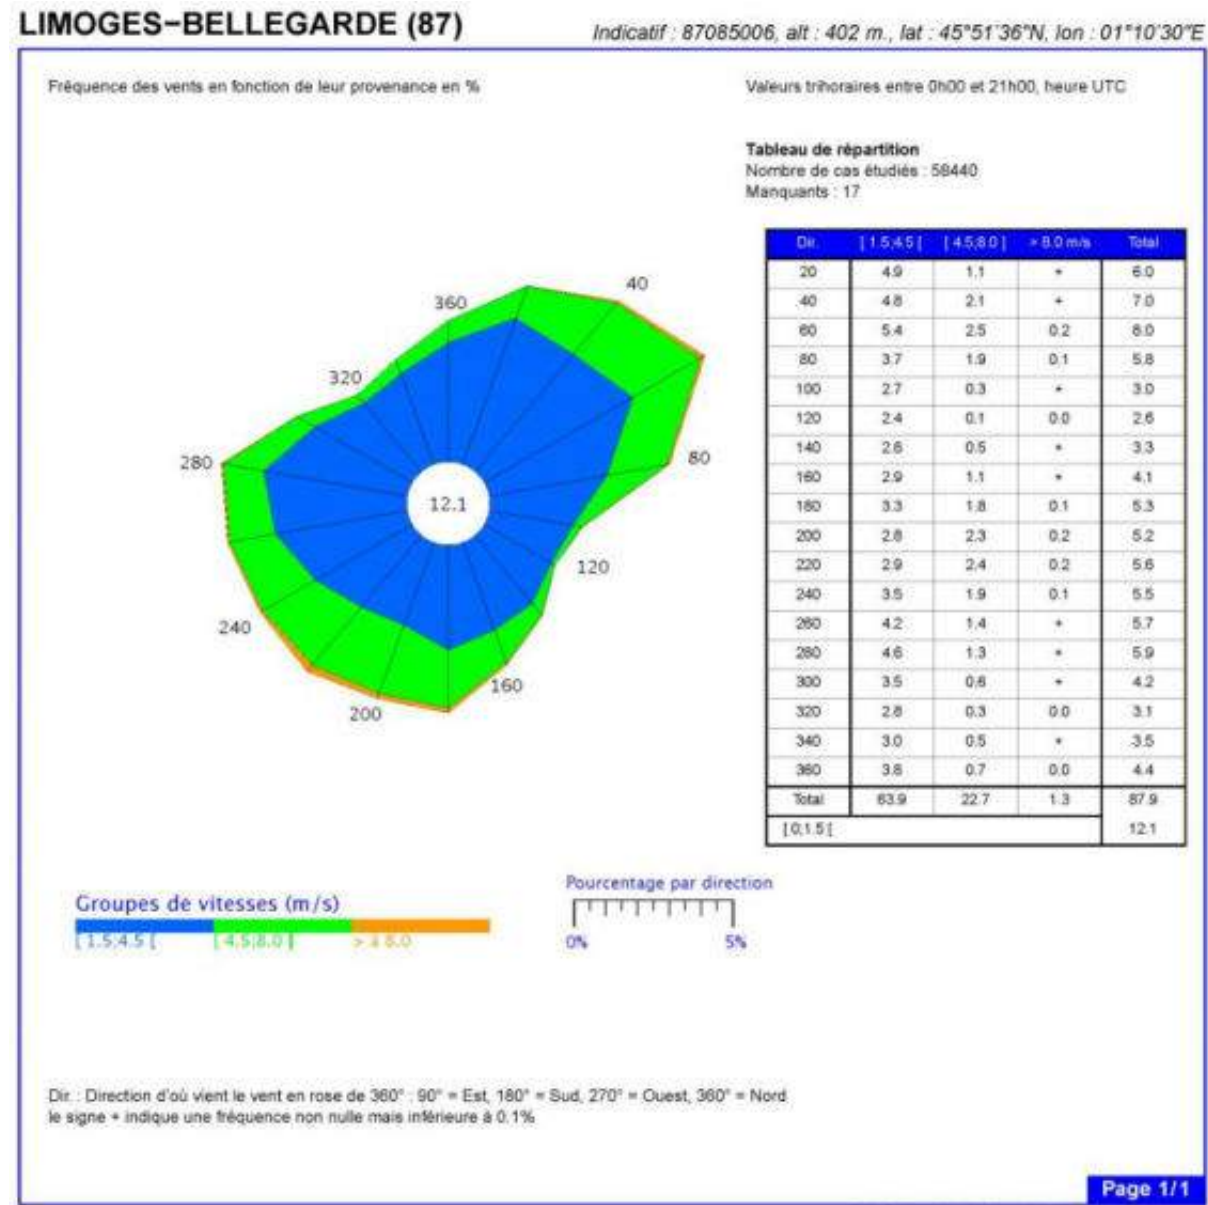 LIMOGES−BELLEGARDE (87)
Indicatif : 87085006, alt : 402 m., lat : 45°51'36"N, lon : 01°10'30"E
Fréquence des vents en fonction de leur provenance en %
Valeurs trihoraires entre 0h00 et 21h00, heure UTC
Tableau de répartition
Nombre de cas étudiés : 58440
Manquants : 17
Dir. [ 1.5;4.5 [ [ 4.5;8.0 ] > 8.0 m/s Total
20 4.9 1.1 + 6.0
40 4.8 2.1 + 7.0
60 5.4 2.5 0.2 8.0
80 3.7 1.9 0.1 5.8
100 2.7 0.3 + 3.0
120 2.4 0.1 0.0 2.6
140 2.6 0.5 + 3.3
160 2.9 1.1 + 4.1
180 3.3 1.8 0.1 5.3
200 2.8 2.3 0.2 5.2
220 2.9 2.4 0.2 5.6
240 3.5 1.9 0.1 5.5
260 4.2 1.4 + 5.7
280 4.6 1.3 + 5.9
300 3.5 0.6 + 4.2
320 2.8 0.3 0.0 3.1
340 3.0 0.5 + 3.5
360 3.8 0.7 0.0 4.4
Total 63.9 22.7 1.3 87.9
[ 0;1.5 [ 12.1
360
40
320
280
80
12.1
120
240
160
200
Groupes de vitesses (m/s)
[ 1.5;4.5 [ [ 4.5;8.0 ] > à 8.0
Pourcentage par direction
0% 5%
Dir. : Direction d'où vient le vent en rose de 360° : 90° = Est, 180° = Sud, 270° = Ouest, 360° = Nord
le signe + indique une fréquence non nulle mais inférieure à 0.1%
Page 1/1